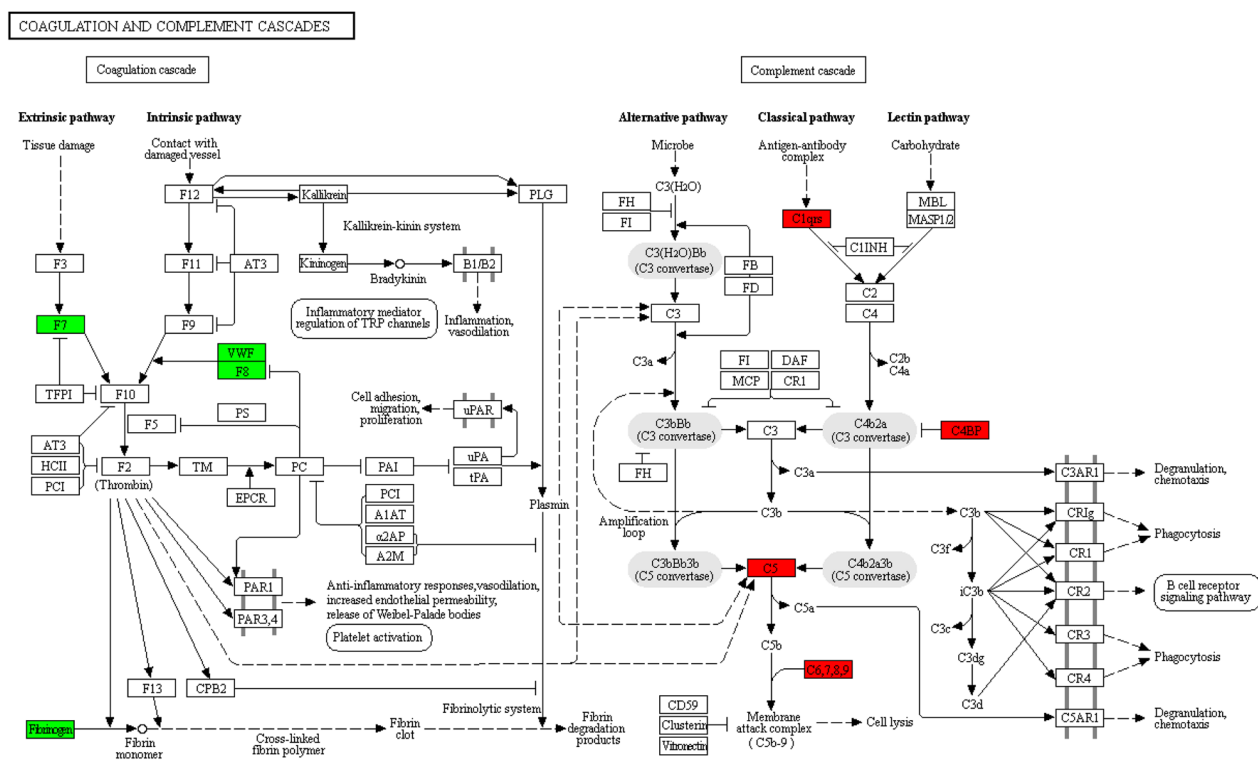 COAGULATION AND COMPLEMENT CASCADES
Coagulation cascade
Complement cascade
Extrinsic pathway
Intrinsic pathway
Alternative pathway
Classical pathway
Lectin pathway
Tissue damage
Contact with
damaged vessel
Microbe
Antigen-antibody
complex
Carbohydrate
F12
Kallikrein
PLG
C3(H2O)
FH
FI
C1qrs
MBL
MASP1/2
Kallikrein-kinin system
C1INH
F3
F11
AT3
Kininogen
Bradykinin
B1/B2
C3(H2O)Bb
(C3 convertase)
FB
FD
C2
C4
Inflammatory mediator
regulation of TRP channels
Inflammation,
vasodilation
C3
F7
F9
VWF
F8
C3a
FI
DAF
MCP
CR1
C2b
C4a
TFPI
F10
Cell adhesion,
migration,
proliferation
uPAR
F5
PS
C3bBb
(C3 convertase)
C3
C4b2a
(C3 convertase)
C4BP
AT3
HCII
PCI
F2
(Thrombin)
TM
PC
PAI
uPA
tPA
FH
C3a
C3AR1
Degranulation,
chemotaxis
EPCR
PCI
A1AT
α2AP
A2M
Plasmin
Amplification
loop
C3b
C3b
CRIg
Phagocytosis
C3f
CR1
C3bBb3b
(C5 convertase)
C5
C4b2a3b
(C5 convertase)
PAR1
PAR3,4
Anti-inflammatory responses,vasodilation,
increased endothelial permeability,
release of Weibel-Palade bodies
Platelet activation
iC3b
CR2
B cell receptor
signaling pathway
C5a
C3c
CR3
C5b
C3dg
Phagocytosis
CR4
C6,7,8,9
C3d
F13
CPB2
Fibrinolytic system
CD59
Clusterin
Vitronectin
Membrane
attack complex
(C5b-9)
Cell lysis
C5AR1
Degranulation,
chemotaxis
Fibrinogen
Fibrin
monomer
Cross-linked
fibrin polymer
Fibrin
clot
Fibrin
degradation
products